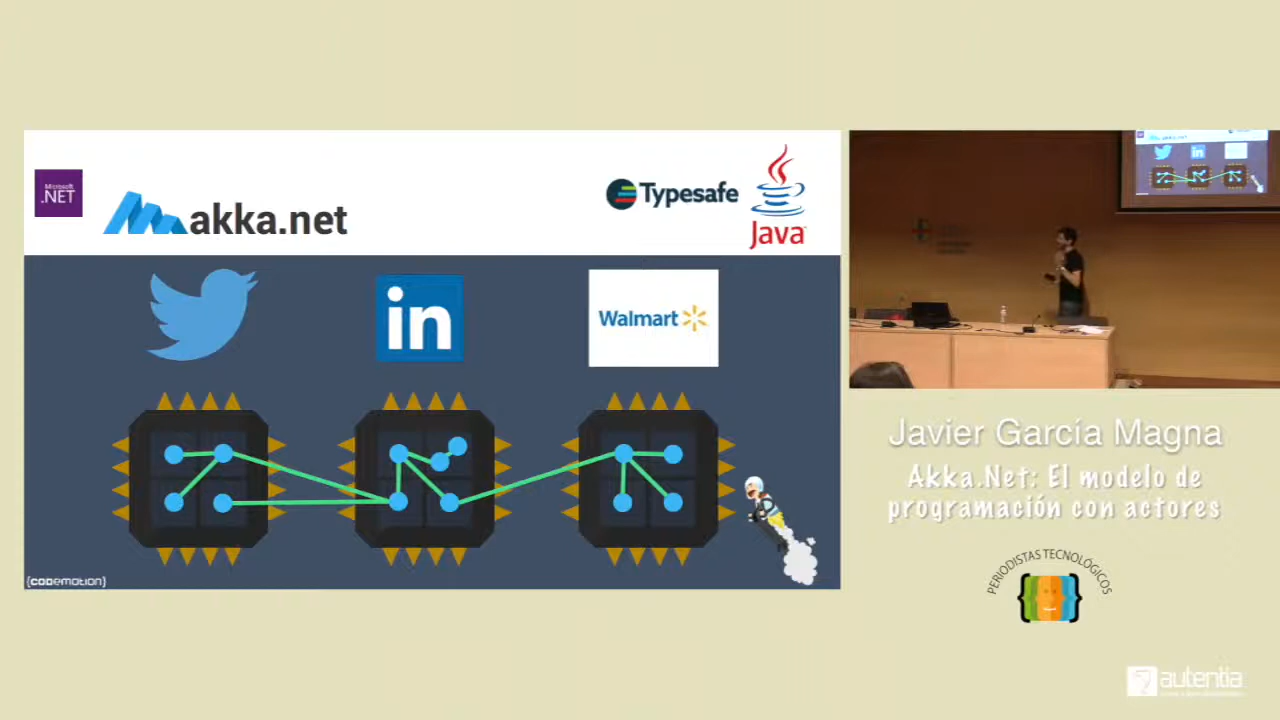 Microsoft
.NET
akka.net
Typesafe
Java
in
Walmart
{CODEMOTION}
Javier García Magna
Akka.Net: El modelo de
programación con actores
PERIODISTAS TECNOLÓGICOS
autentia